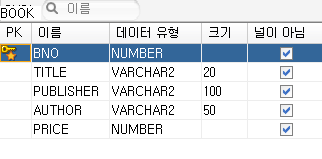 BOOK
이름
PK 이름 데이터 유형 크기 널이 아님
BNO NUMBER
TITLE VARCHAR2 20
PUBLISHER VARCHAR2 100
AUTHOR VARCHAR2 50
PRICE NUMBER